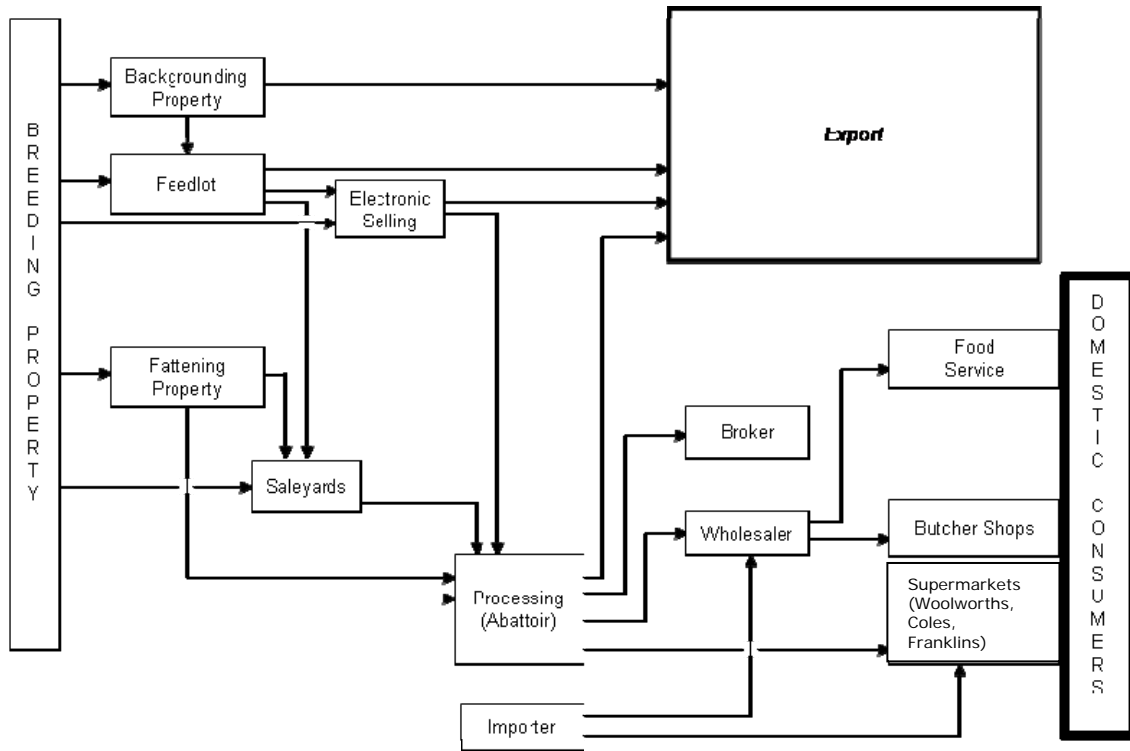 BREEDING PROPERTY
Backgrounding
Property
Export
Feedlot
Electronic
Selling
Fattening
Property
Saleyards
Broker
Wholesaler
Processing
(Abattoir)
Importer
Food
Service
Butcher Shops
Supermarkets
(Woolworths,
Coles,
Franklins)
DOMESTIC CONSUMERS